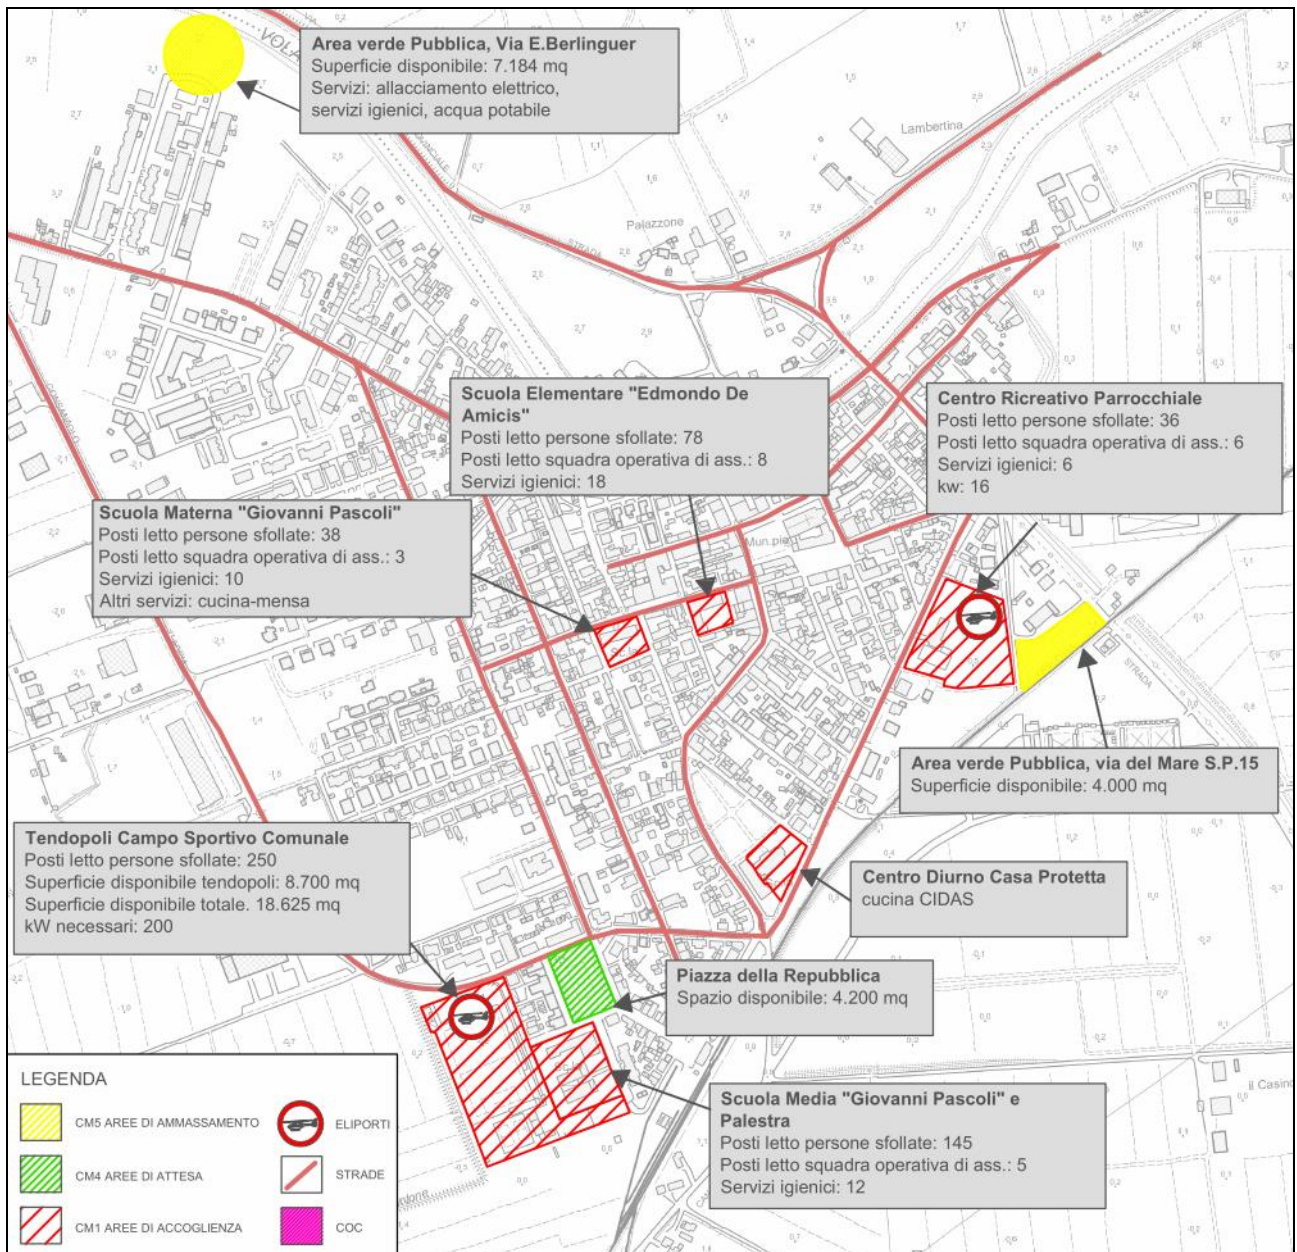 VOLA
Area verde Pubblica, Via E.Berlinguer
Superficie disponibile: 7.184 mq
Servizi: allacciamento elettrico,
servizi igienici, acqua potabile
Lambertina
Palazzone
STRADA
Scuola Elementare "Edmondo De
Amicis"
Posti letto persone sfollate: 78
Posti letto squadra operativa di ass.: 8
Servizi igienici: 18
Centro Ricreativo Parrocchiale
Posti letto persone sfollate: 36
Posti letto squadra operativa di ass.: 6
Servizi igienici: 6
kw: 16
Scuola Materna "Giovanni Pascoli"
Posti letto persone sfollate: 38
Posti letto squadra operativa di ass.: 3
Servizi igienici: 10
Altri servizi: cucina-mensa
Mun.pio
STRADA
Area verde Pubblica, via del Mare S.P.15
Superficie disponibile: 4.000 mq
Tendopoli Campo Sportivo Comunale
Posti letto persone sfollate: 250
Superficie disponibile tendopoli: 8.700 mq
Superficie disponibile totale. 18.625 mq
kW necessari: 200
Centro Diurno Casa Protetta
cucina CIDAS
Piazza della Repubblica
Spazio disponibile: 4.200 mq
il Casino
Scuola Media "Giovanni Pascoli" e
Palestra
Posti letto persone sfollate: 145
Posti letto squadra operativa di ass.: 5
Servizi igienici: 12
LEGENDA
CM5 AREE DI AMMASSAMENTO
ELIPORTI
CM4 AREE DI ATTESA
STRADE
CM1 AREE DI ACCOGLIENZA
COC